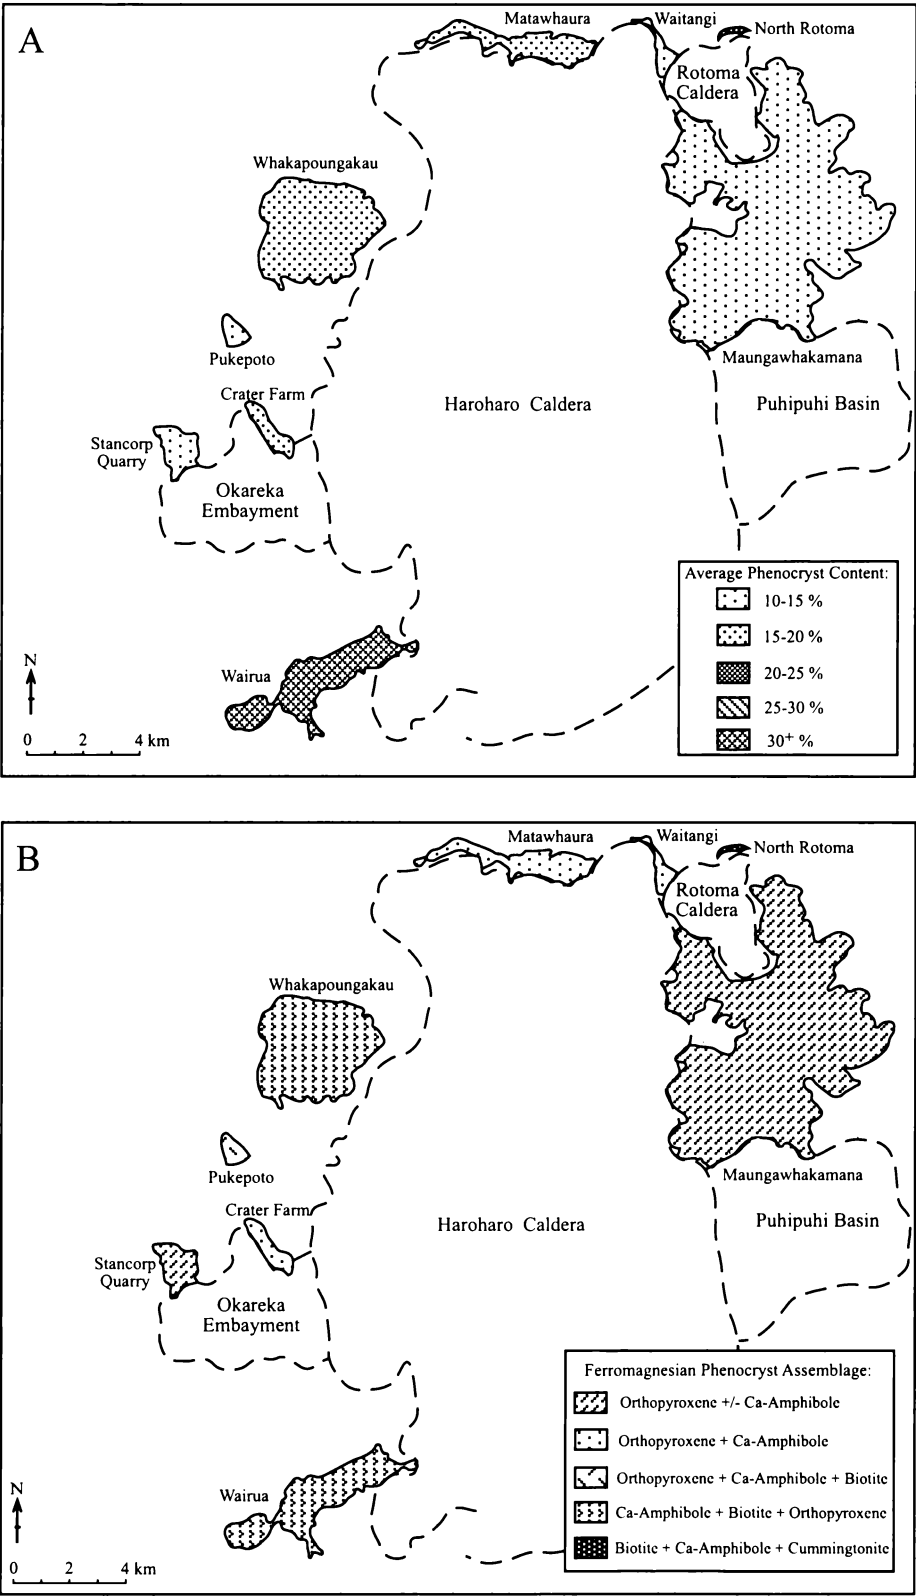 A
Matawhaura
Waitangi
North Rotoma
Rotoma
Caldera
Whakapoungakau
Pukepoto
Maungawhakamana
Crater Farm
Haroharo Caldera
Puhipuhi Basin
Stancorp
Quarry
Okareka
Embayment
Average Phenocryst Content:
10-15 %
15-20 %
20-25 %
25-30 %
30+ %
Wairua
N
0 2 4 km
B
Matawhaura
Waitangi
North Rotoma
Rotoma
Caldera
Whakapoungakau
Pukepoto
Maungawhakamana
Crater Farm
Haroharo Caldera
Puhipuhi Basin
Stancorp
Quarry
Okareka
Embayment
Ferromagnesian Phenocryst Assemblage:
Orthopyroxene +/- Ca-Amphibole
Orthopyroxene + Ca-Amphibole
Orthopyroxene + Ca-Amphibole + Biotite
Ca-Amphibole + Biotite + Orthopyroxene
Biotite + Ca-Amphibole + Cummingtonite
Wairua
N
0 2 4 km